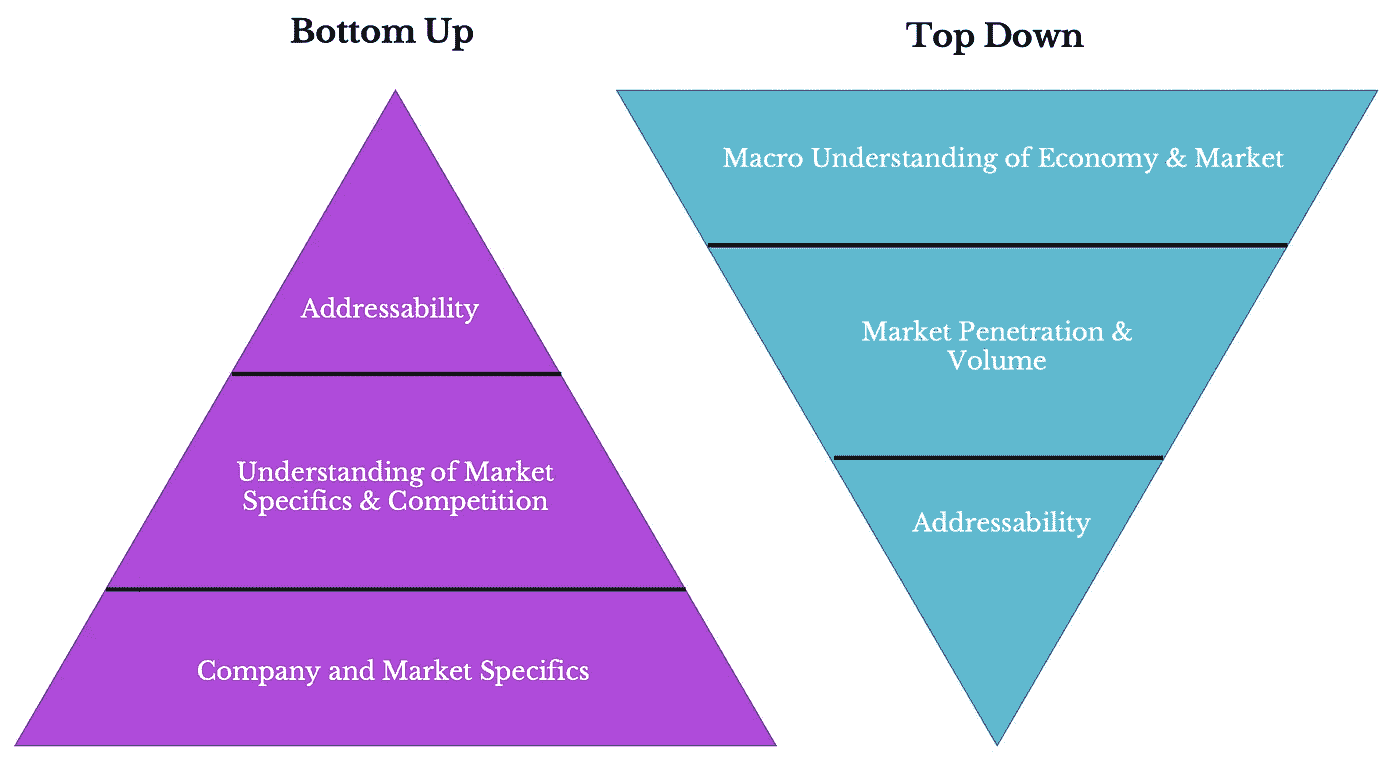 Bottom Up
Addressability
Understanding of Market
Specifics & Competition
Company and Market Specifics
Top Down
Macro Understanding of Economy & Market
Market Penetration &
Volume
Addressability